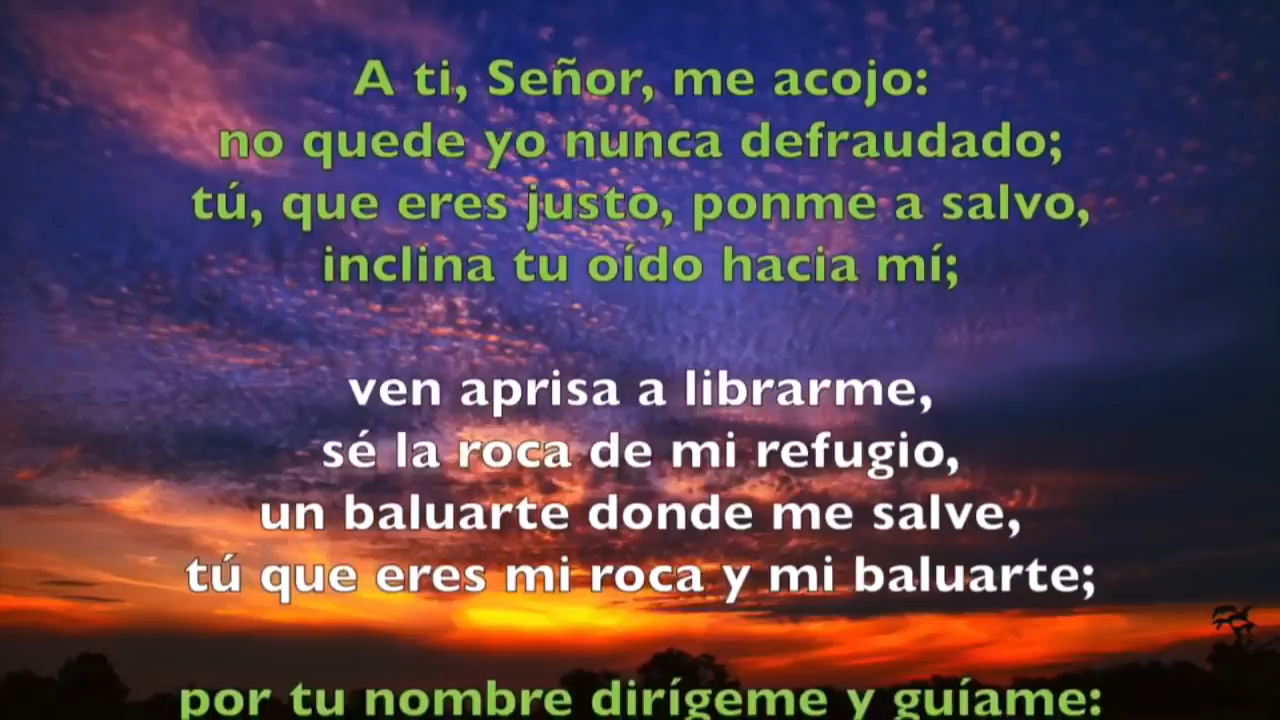 A ti, Señor, me acojo:
no quede yo nunca defraudado;
tú, que eres justo, ponme a salvo,
inclina tu oído hacia mí;
ven aprisa a librarme,
sé la roca de mi refugio,
un baluarte donde me salve,
tú que eres mi roca y mi baluarte;
por tu nombre dirígeme y guíame: